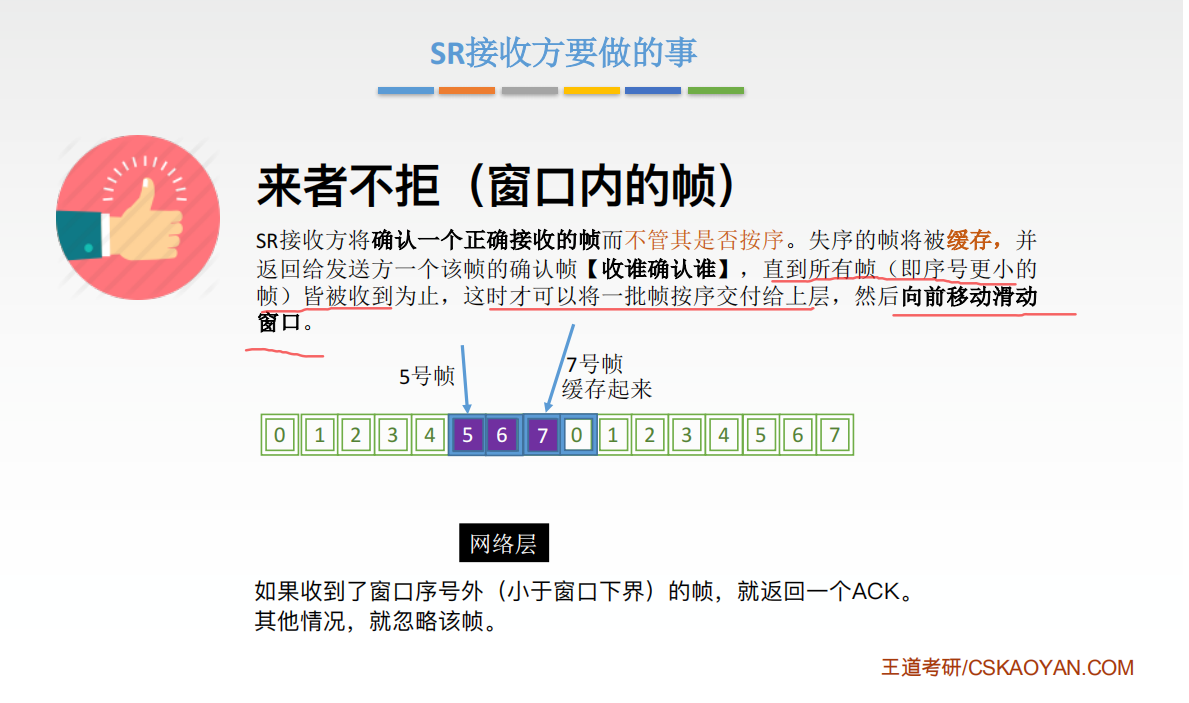 SR接收方要做的事
来者不拒（窗口内的帧）
SR接收方将确认一个正确接收的帧而不管其是否按序。失序的帧将被缓存，并
返回给发送方一个该帧的确认帧【收谁确认谁】，直到所有帧（即序号更小的
帧）皆被收到为止，这时才可以将一批帧按序交付给上层，然后向前移动滑动
窗口。
5号帧
7号帧
缓存起来
0 1 2 3 4 5 6 7 0 1 2 3 4 5 6 7
网络层
如果收到了窗口序号外（小于窗口下界）的帧，就返回一个ACK。
其他情况，就忽略该帧。
王道考研/CSKAOYAN.COM